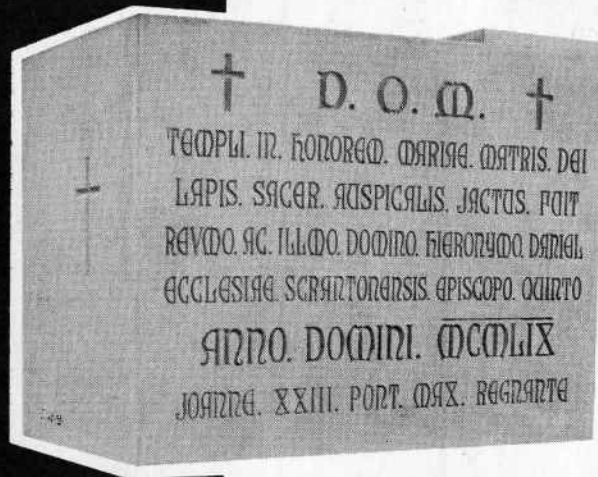 ✝ D. O. M. ✝
TEMPLI. IN. HONOREM. MARIAE. MATRIS. DEI
LAPIS. SACER. AUSPICALIS. JACTUS. FUIT
REVMO. AC. ILLMO. DOMINO. HIERONYMO. DANIEL
ECCLESIAE. SCRANTONENSIS. EPISCOPO. QUINTO
ANNO. DOMINI. MCMLIX
JOANNE. XXIII. PONT. MAX. REGNANTE